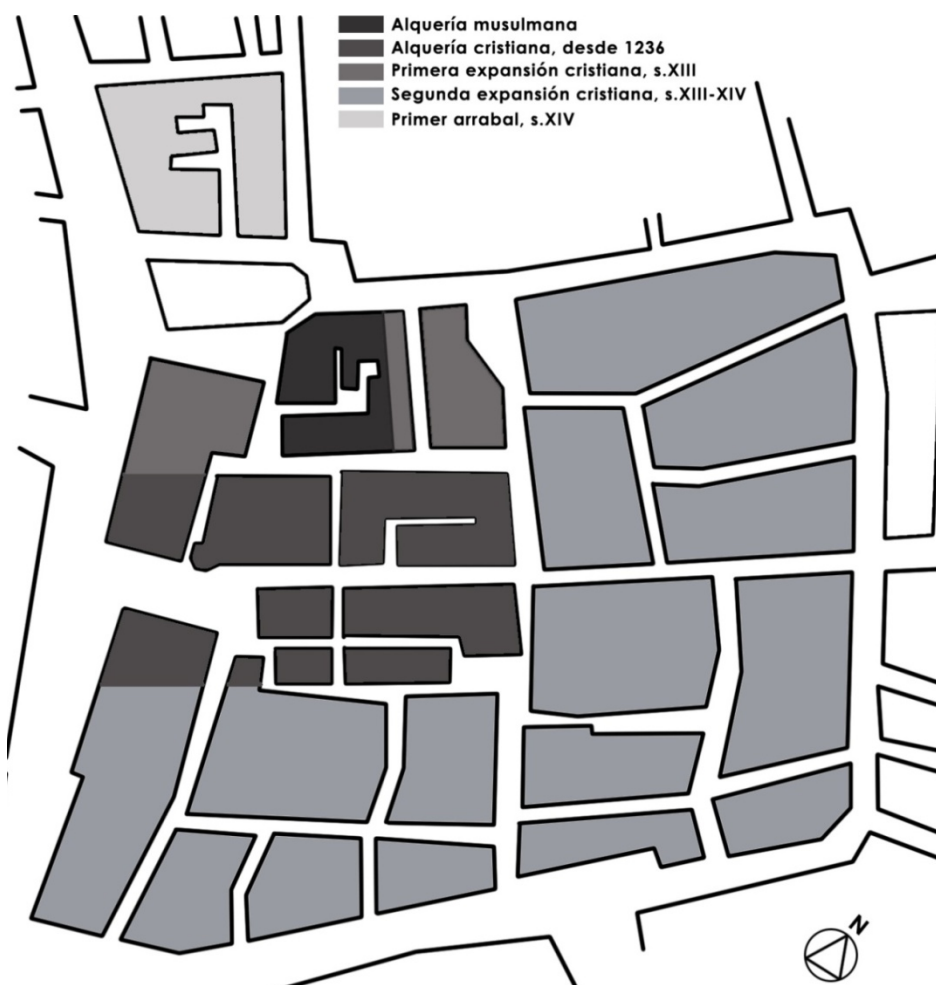 Alquería musulmana
Alquería cristiana, desde 1236
Primera expansión cristiana, s.XIII
Segunda expansión cristiana, s.XIII-XIV
Primer arrabal, s.XIV
N